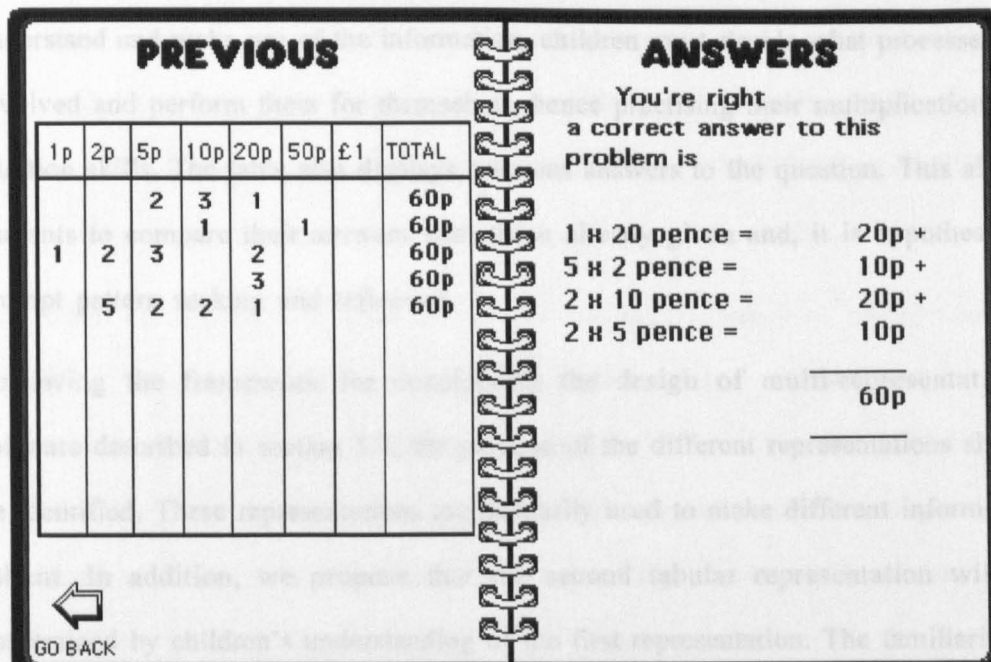 PREVIOUS
1p 2p 5p 10p 20p 50p £1 TOTAL
2 3 1 60p
1 1 60p
1 2 3 2 60p
3 60p
5 2 2 1 60p
GO BACK
ANSWERS
You're right
a correct answer to this
problem is
1 x 20 pence = 20p +
5 x 2 pence = 10p +
2 x 10 pence = 20p +
2 x 5 pence = 10p
60p